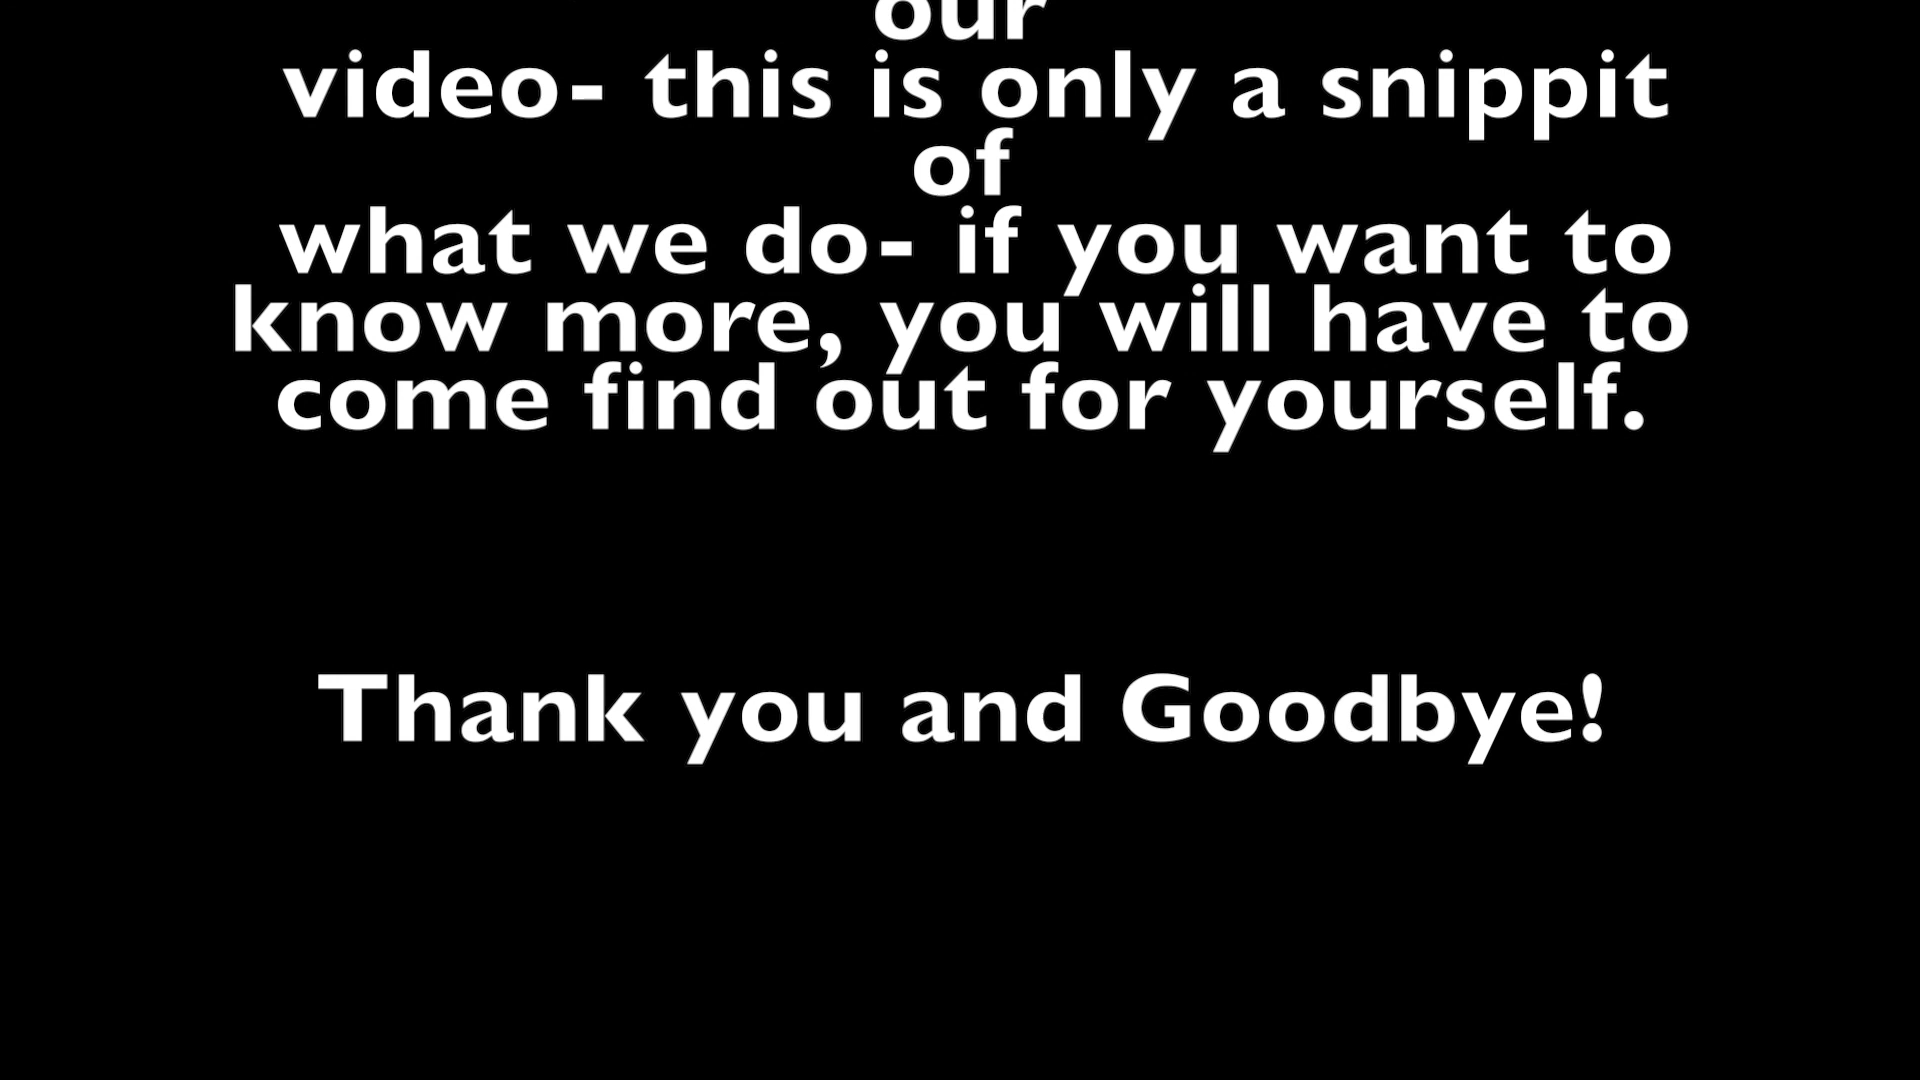 our
video- this is only a snippit
of
what we do- if you want to
know more, you will have to
come find out for yourself.
Thank you and Goodbye!